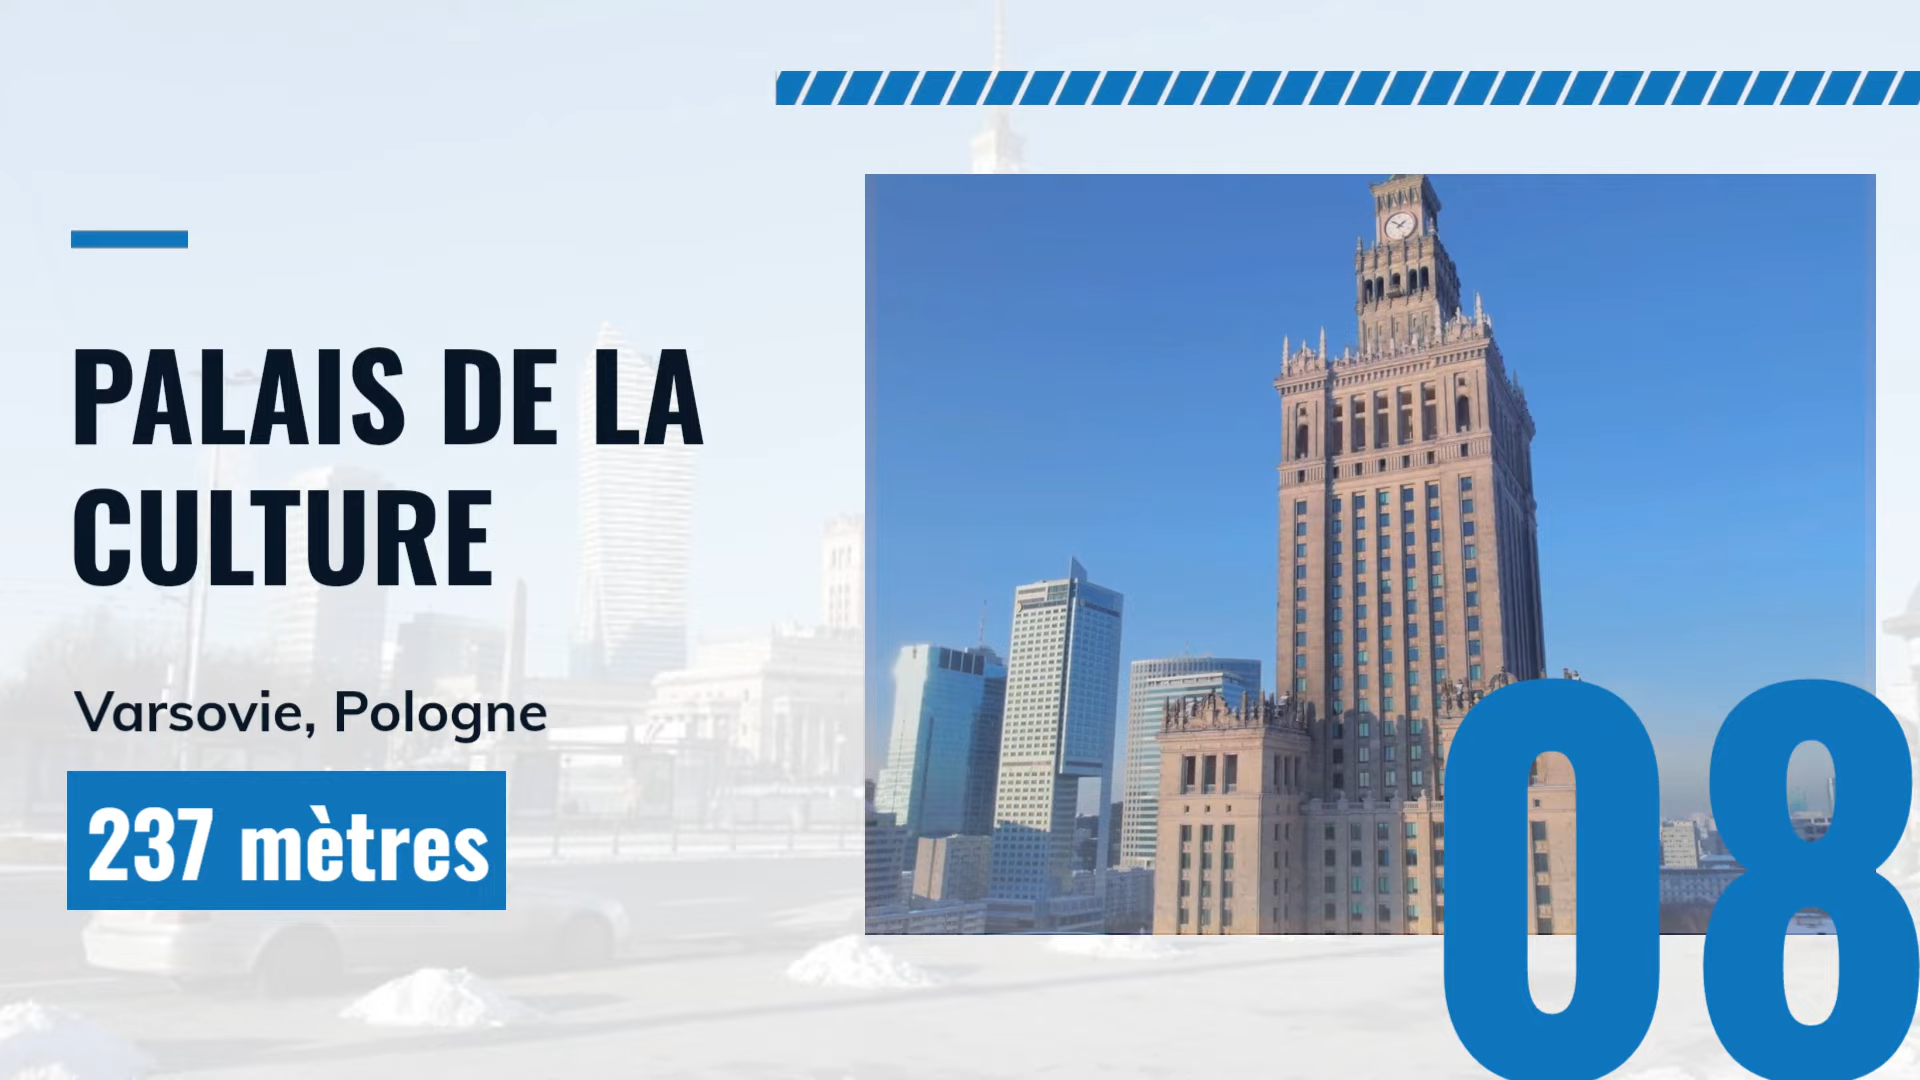 PALAIS DE LA
CULTURE
Varsovie, Pologne
237 mètres
08